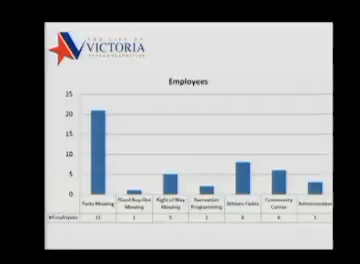 THE CITY OF
VICTORIA
Employees
25
20
15
10
5
0
Parks Mowing
Flood Buy-Out Mowing
Right of Way Mowing
Recreation Programming
Athletic Fields
Community Center
Administration
#Employees 21 1 5 2 8 6 3